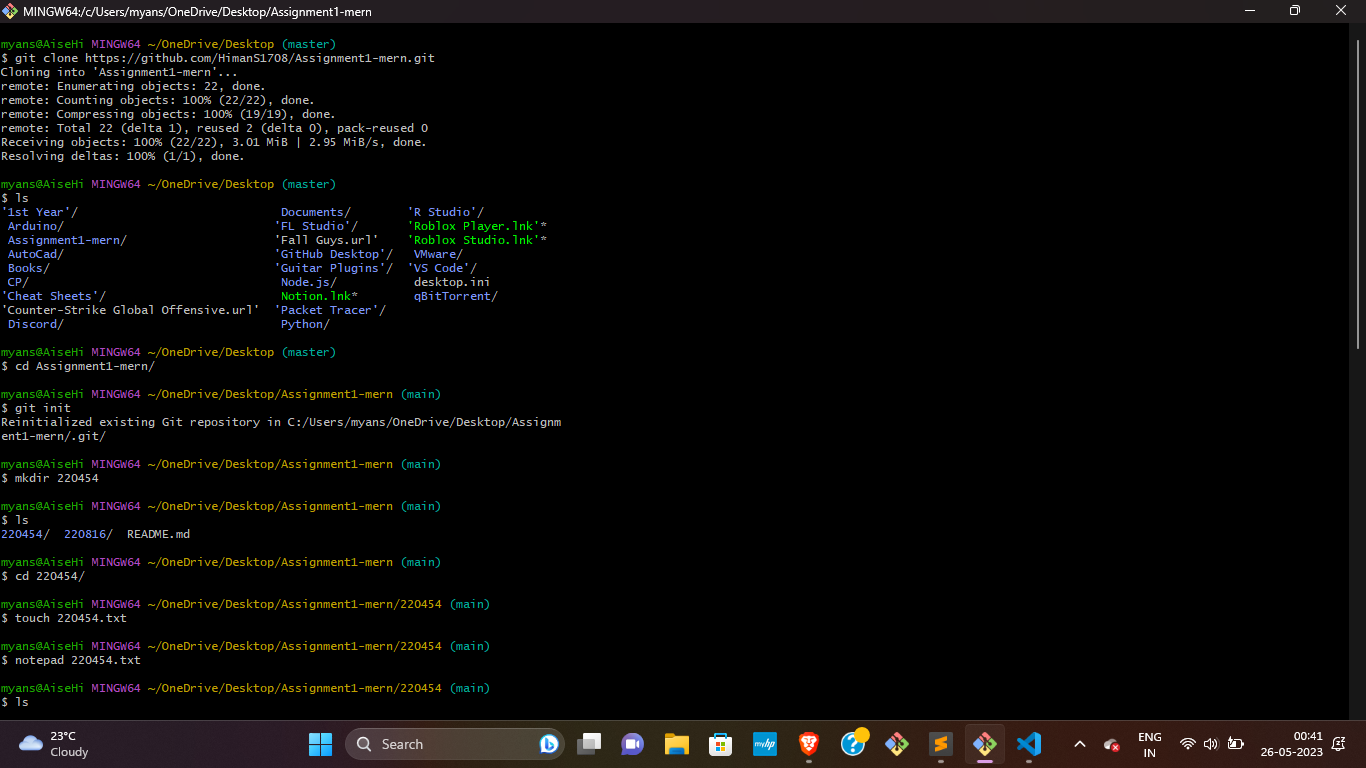 MINGW64:/c/Users/myans/OneDrive/Desktop/Assignment1-mern
myans@AiseHi MINGW64 ~/OneDrive/Desktop (master)
$ git clone https://github.com/HimanS1708/Assignment1-mern.git
Cloning into 'Assignment1-mern'...
remote: Enumerating objects: 22, done.
remote: Counting objects: 100% (22/22), done.
remote: Compressing objects: 100% (19/19), done.
remote: Total 22 (delta 1), reused 2 (delta 0), pack-reused 0
Receiving objects: 100% (22/22), 3.01 MiB | 2.95 MiB/s, done.
Resolving deltas: 100% (1/1), done.
myans@AiseHi MINGW64 ~/OneDrive/Desktop (master)
$ ls
'1st Year'/ Documents/ 'R Studio'/
Arduino/ 'FL Studio'/ 'Roblox Player.lnk'*
Assignment1-mern/ 'Fall Guys.url' 'Roblox Studio.lnk'*
AutoCad/ 'GitHub Desktop'/ VMware/
Books/ 'Guitar Plugins'/ 'VS Code'/
CP/ Node.js/ desktop.ini
'Cheat Sheets'/ Notion.lnk* qBitTorrent/
'Counter-Strike Global Offensive.url' 'Packet Tracer'/
Discord/ Python/
myans@AiseHi MINGW64 ~/OneDrive/Desktop (master)
$ cd Assignment1-mern/
myans@AiseHi MINGW64 ~/OneDrive/Desktop/Assignment1-mern (main)
$ git init
Reinitialized existing Git repository in C:/Users/myans/OneDrive/Desktop/Assignm
ent1-mern/.git/
myans@AiseHi MINGW64 ~/OneDrive/Desktop/Assignment1-mern (main)
$ mkdir 220454
myans@AiseHi MINGW64 ~/OneDrive/Desktop/Assignment1-mern (main)
$ ls
220454/ 220816/ README.md
myans@AiseHi MINGW64 ~/OneDrive/Desktop/Assignment1-mern (main)
$ cd 220454/
myans@AiseHi MINGW64 ~/OneDrive/Desktop/Assignment1-mern/220454 (main)
$ touch 220454.txt
myans@AiseHi MINGW64 ~/OneDrive/Desktop/Assignment1-mern/220454 (main)
$ notepad 220454.txt
myans@AiseHi MINGW64 ~/OneDrive/Desktop/Assignment1-mern/220454 (main)
$ ls
23°C
Cloudy
Search
myhp
ENG
IN
00:41
26-05-2023